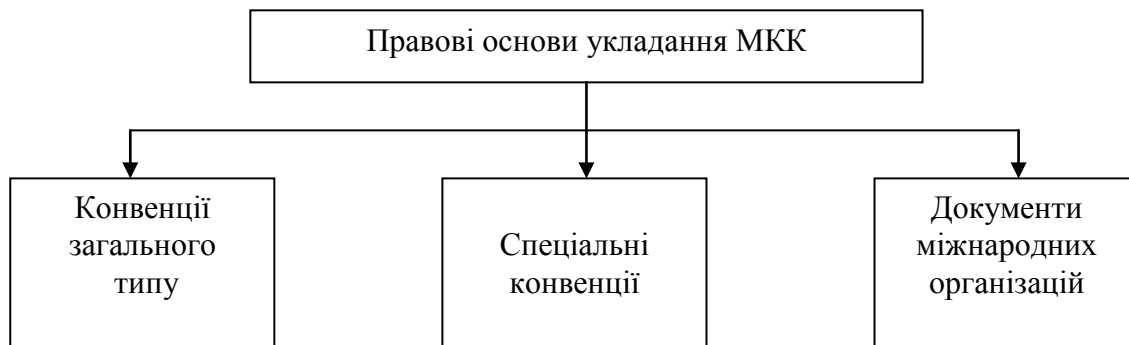 Правові основи укладання МКК
Конвенції
загального
типу
Спеціальні
конвенції
Документи
міжнародних
організацій